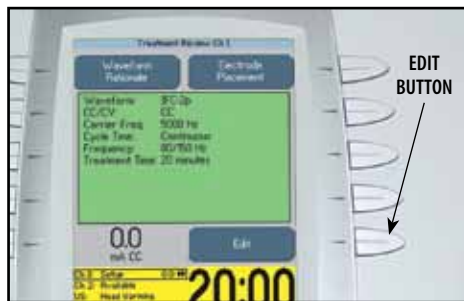 Treatment Review Ch 1
Waveform Rationale
Electrode Placement
Waveform: IFC-2p
CC/CV: CC
Carrier Freq: 5000 Hz
Cycle Time: Continuous
Frequency: 80/150 Hz
Treatment Time: 20 minutes
0.0
mA CC
Edit
Ch 1: Setup 0.0
Ch 2: Available
US: Head Warming
20:00
EDIT
BUTTON